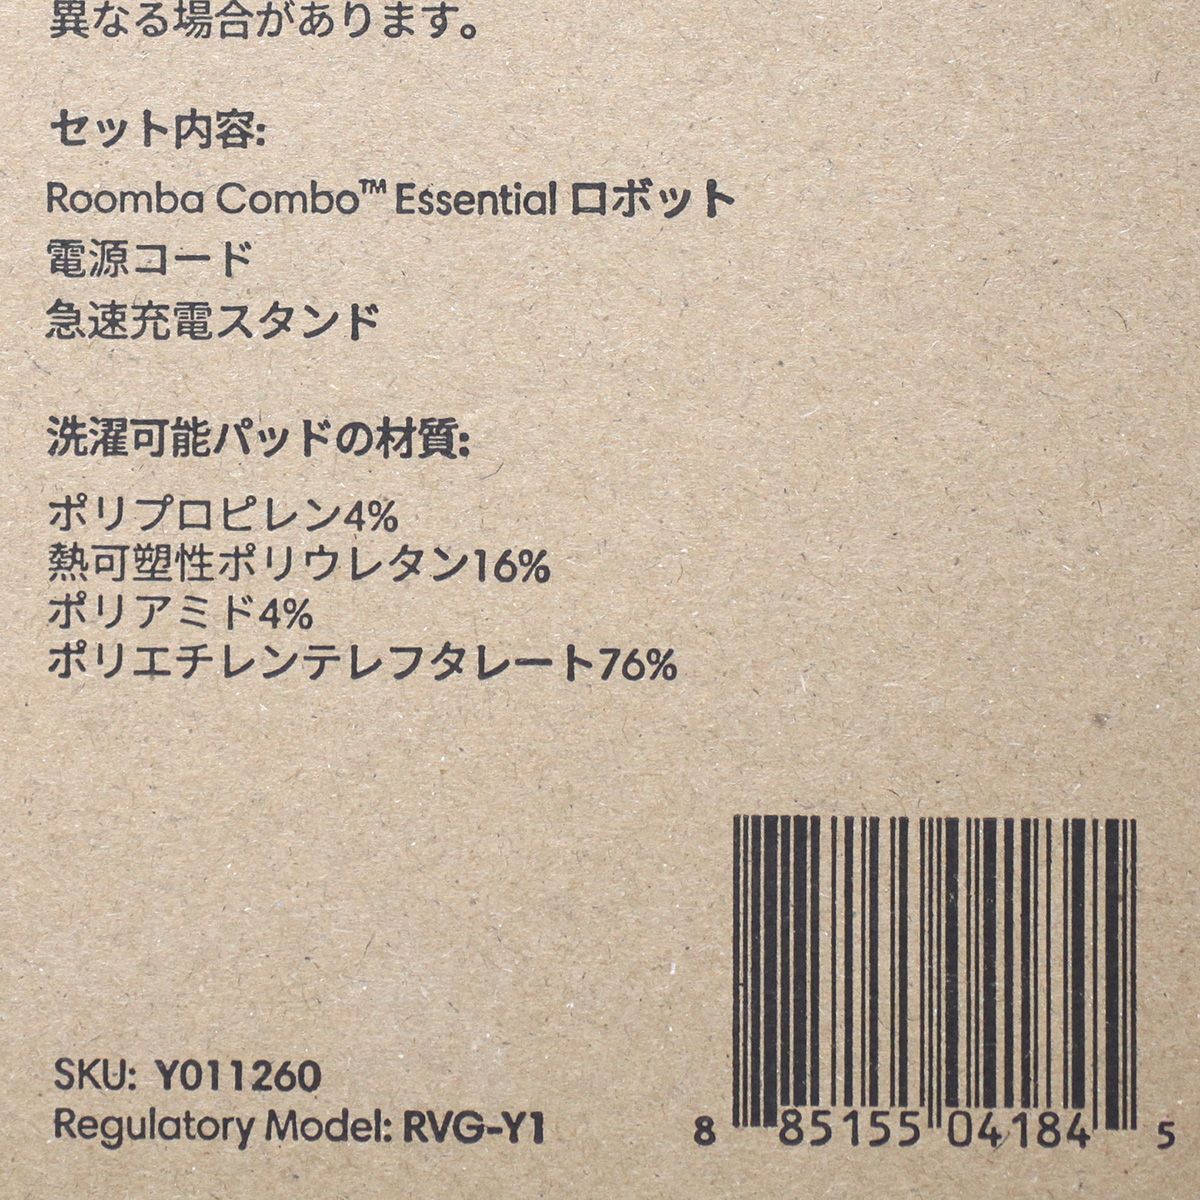 異なる場合があります。
セット内容:
Roomba Combo™ Essential ロボット
電源コード
急速充電スタンド
洗濯可能パッドの材質:
ポリプロピレン4%
熱可塑性ポリウレタン16%
ポリアミド4%
ポリエチレンテレフタレート76%
SKU: Y011260
Regulatory Model: RVG-Y1
8 85155 04184 5